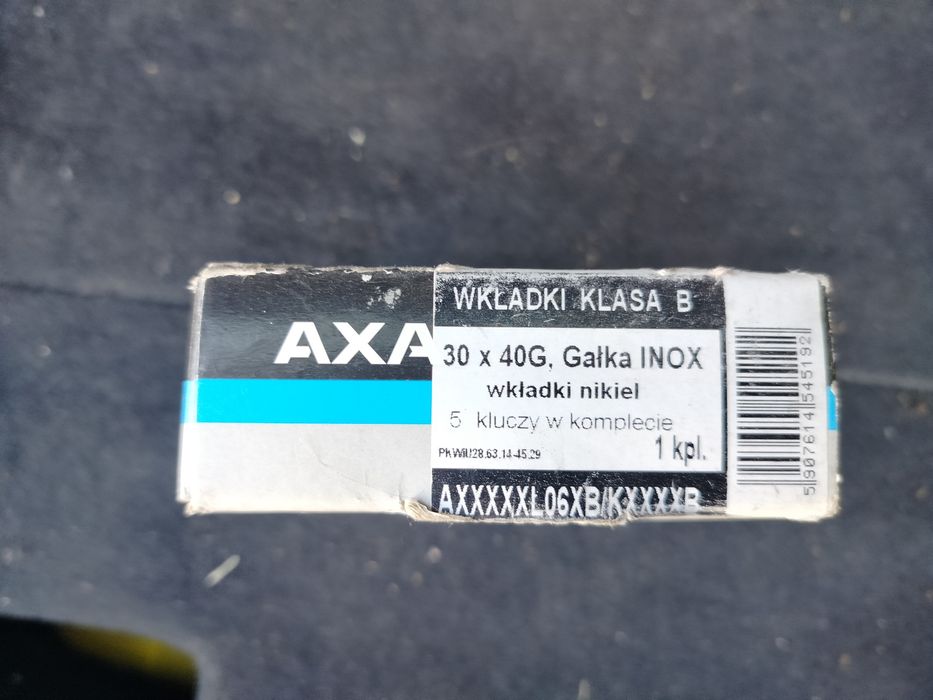 AXA
WKŁADKI KLASA B
30 x 40G, Gałka INOX
wkładki nikiel
5 kluczy w komplecie
1 kpl.
PKWiU28.63.14-45.29
AXXXXXL06XB/KXXXXB
5907614545192